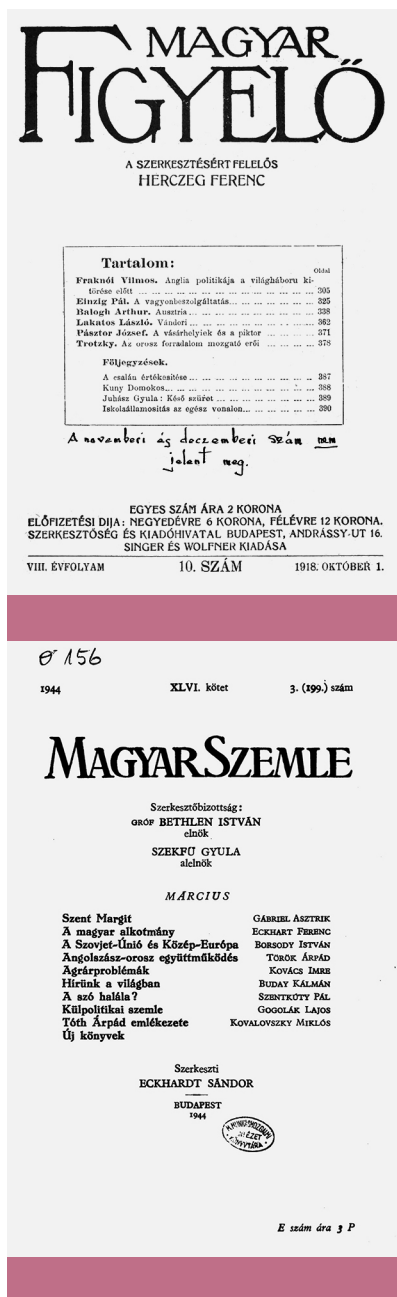 MAGYAR
FIGYELŐ
A SZERKESZTÉSÉRT FELELŐS
HERCZEG FERENC
Tartalom:
Oldal
Fraknói Vilmos. Anglia politikája a világháboru ki-
törése előtt ... 305
Einzig Pál. A vagyonbeszolgáltatás ... 325
Balogh Arthur. Ausztria ... 338
Lakatos László. Vándori ... 362
Pásztor József. A vásárhelyiek és a piktor ... 371
Trotzky. Az orosz forradalom mozgató erői ... 378
Följegyzések.
A csalán értékesitése ... 387
Kuny Domokos ... 388
Juhász Gyula: Késő szüret ... 389
Iskolaállamositás az egész vonalon ... 390
A novemberi és deczemberi szám nem
jelent meg.
EGYES SZÁM ÁRA 2 KORONA
ELŐFIZETÉSI DIJA: NEGYEDÉVRE 6 KORONA, FÉLÉVRE 12 KORONA.
SZERKESZTŐSÉG ÉS KIADÓHIVATAL BUDAPEST, ANDRÁSSY-UT 16.
SINGER ÉS WOLFNER KIADÁSA
VIII. ÉVFOLYAM 10. SZÁM 1918. OKTÓBER 1.
156
1944 XLVI. kötet 3. (199.) szám
MAGYAR SZEMLE
Szerkesztőbizottság:
GRÓF BETHLEN ISTVÁN
elnök
SZEKFŰ GYULA
alelnök
MÁRCIUS
Szent Margit GÁBRIEL ASZTRIK
A magyar alkotmány ECKHART FERENC
A Szovjet-Únió és Közép-Európa BORSODY ISTVÁN
Angolszász-orosz együttműködés TÖRÖK ÁRPÁD
Agrárproblémák KOVÁCS IMRE
Hírünk a világban BUDAY KÁLMÁN
A szó halála? SZENTKÚTY PÁL
Külpolitikai szemle GOGOLÁK LAJOS
Tóth Árpád emlékezete KOVALOVSZKY MIKLÓS
Új könyvek
Szerkeszti
ECKHARDT SÁNDOR
BUDAPEST
1944
INTÉZET
KÖNYVTÁRA
E szám ára 3 P